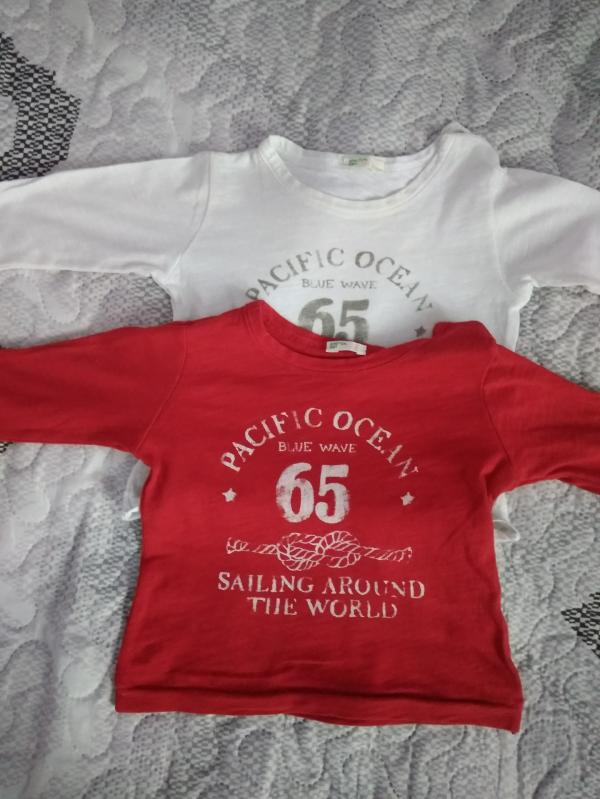 PACIFIC OCEAN
BLUE WAVE
65
PACIFIC OCEAN
BLUE WAVE
65
SAILING AROUND
THE WORLD